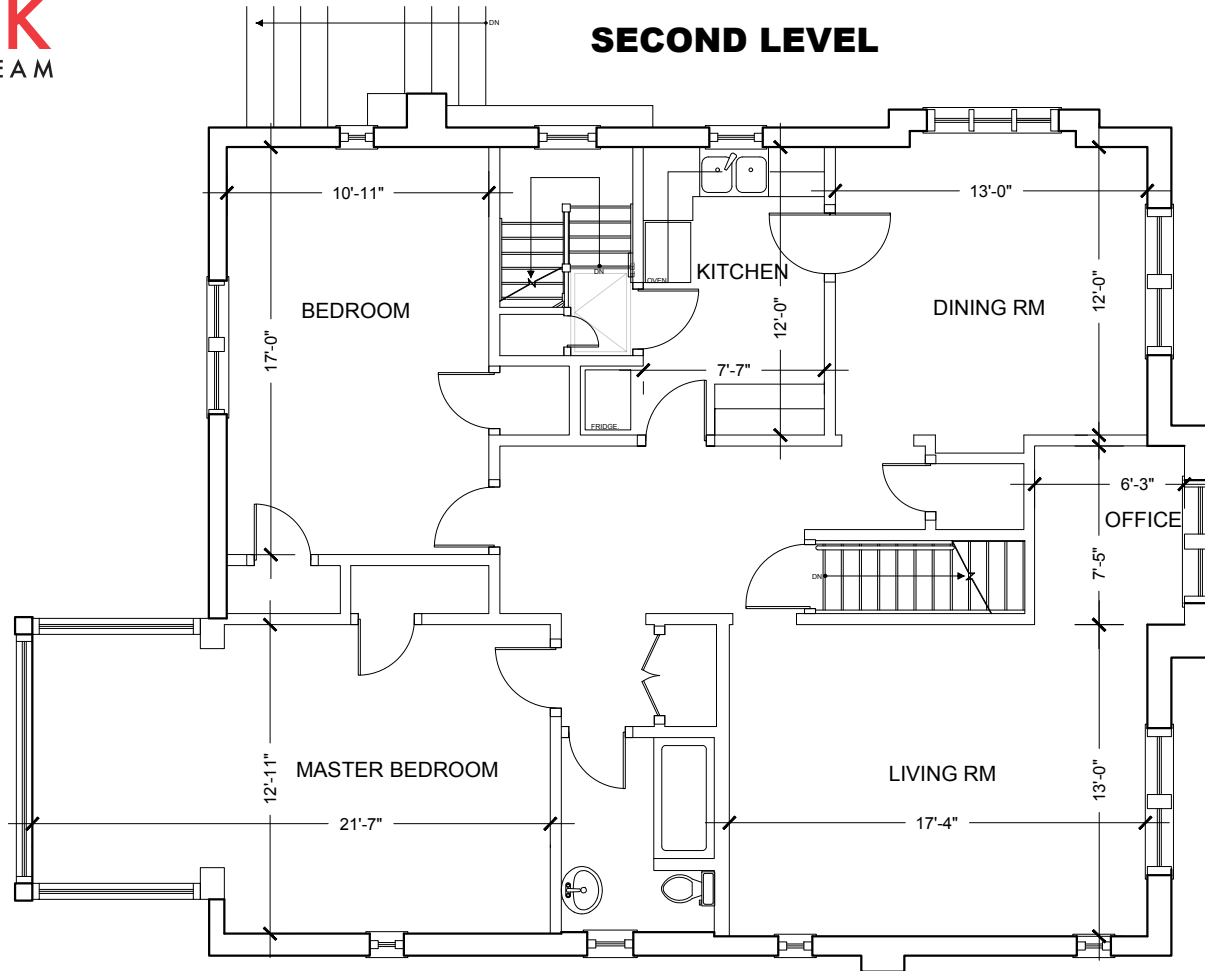 K
EAM
DN
SECOND LEVEL
10'-11"
13'-0"
KITCHEN
OVEN
DN
BEDROOM
DINING RM
12'-0"
12'-0"
17'-0"
7'-7"
FRIDGE.
6'-3"
OFFICE
7'-5"
DN
MASTER BEDROOM
LIVING RM
12'-11"
13'-0"
21'-7"
17'-4"